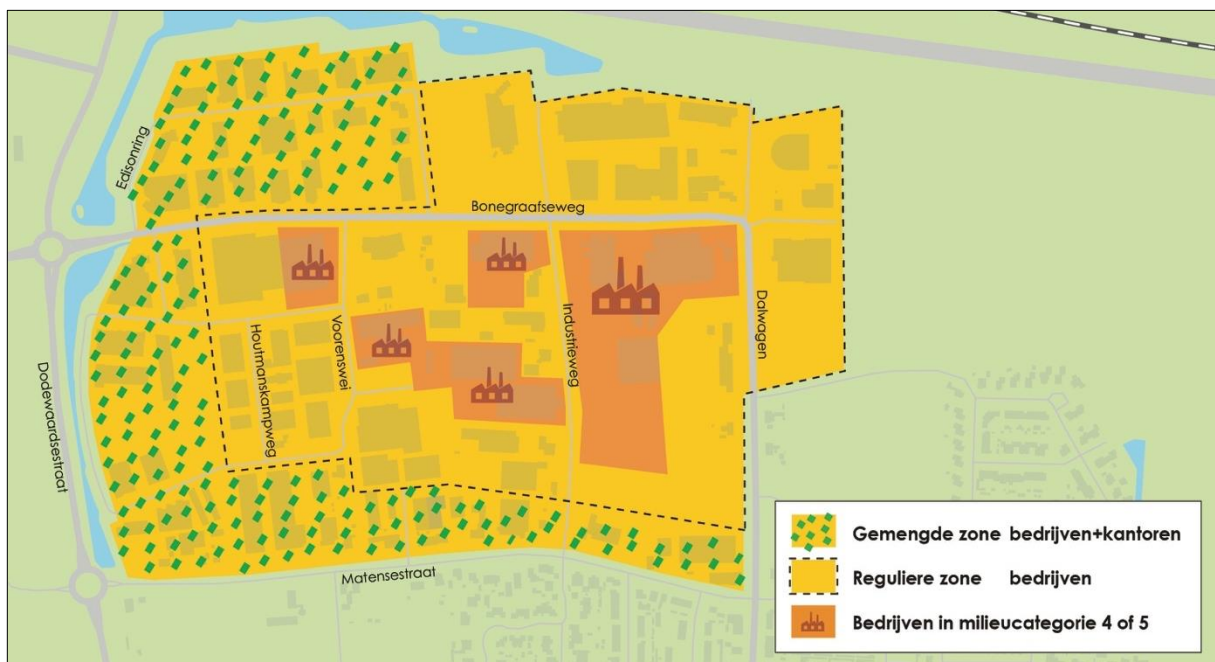 Edisonring
Bonegraafseweg
Dodewaardsestraat
Houtmanskampweg
Voorenswei
Industrieweg
Dalwagen
Matensestraat
Gemengde zone bedrijven+kantoren
Reguliere zone bedrijven
Bedrijven in milieucategorie 4 of 5